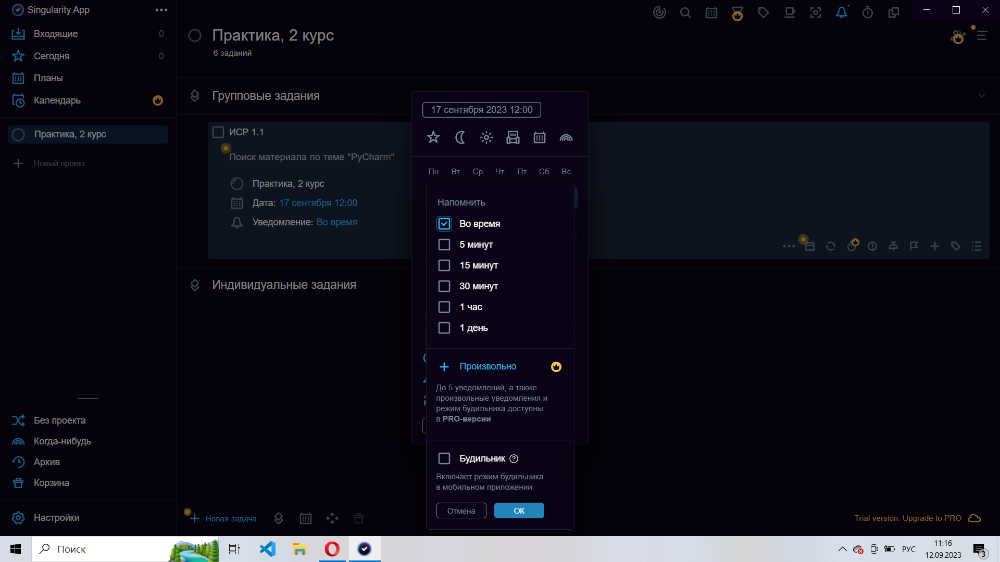 Singularity App
Входящие 0
Сегодня 0
Планы
Календарь
Практика, 2 курс
Новый проект
Без проекта
Когда-нибудь
Архив
Корзина
Настройки
Практика, 2 курс
6 заданий
Групповые задания
ИСР 1.1
Поиск материала по теме "PyCharm"
Практика, 2 курс
Дата: 17 сентября 12:00
Уведомление: Во время
Индивидуальные задания
17 сентября 2023 12:00
Пн Вт Ср Чт Пт Сб Вс
Напомнить
Во время
5 минут
15 минут
30 минут
1 час
1 день
Произвольно
До 5 уведомлений, а также
произвольные уведомления и
режим будильника доступны
в PRO-версии
Будильник
Включает режим будильника
в мобильном приложении
Отмена ОК
Новая задача
Trial version. Upgrade to PRO
Поиск
РУС
11:16
12.09.2023
3